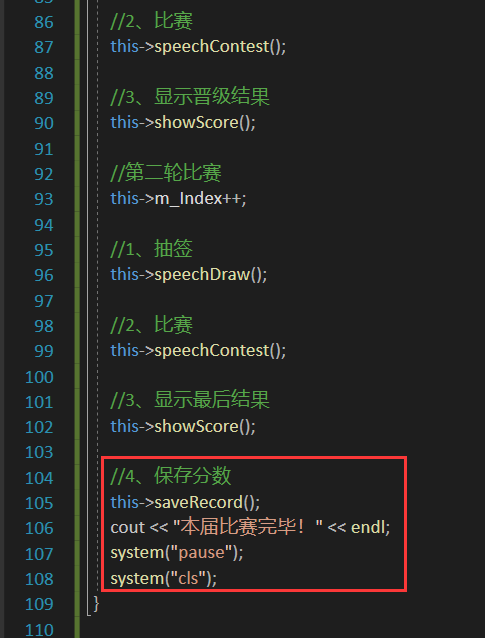 85
86 //2、比赛
87 this->speechContest();
88
89 //3、显示晋级结果
90 this->showScore();
91
92 //第二轮比赛
93 this->m_Index++;
94
95 //1、抽签
96 this->speechDraw();
97
98 //2、比赛
99 this->speechContest();
100
101 //3、显示最后结果
102 this->showScore();
103
104 //4、保存分数
105 this->saveRecord();
106 cout << "本届比赛完毕！" << endl;
107 system("pause");
108 system("cls");
109 }
110